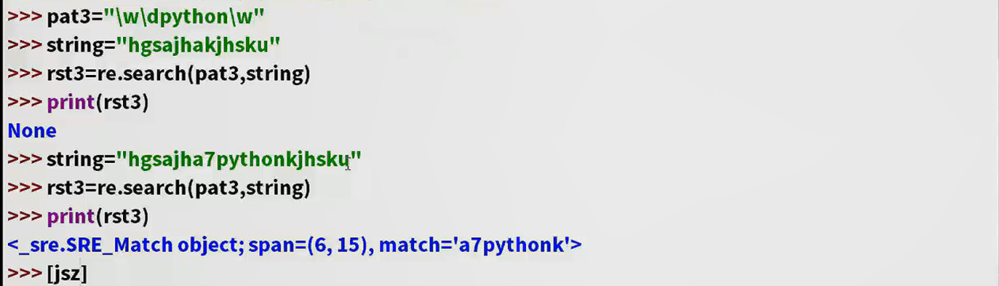 >>> pat3="\w\dpython\w"
>>> string="hgsajhakjhsku"
>>> rst3=re.search(pat3,string)
>>> print(rst3)
None
>>> string="hgsajha7pythonkjhsku"
>>> rst3=re.search(pat3,string)
>>> print(rst3)
<_sre.SRE_Match object; span=(6, 15), match='a7pythonk'>
>>> [jsz]